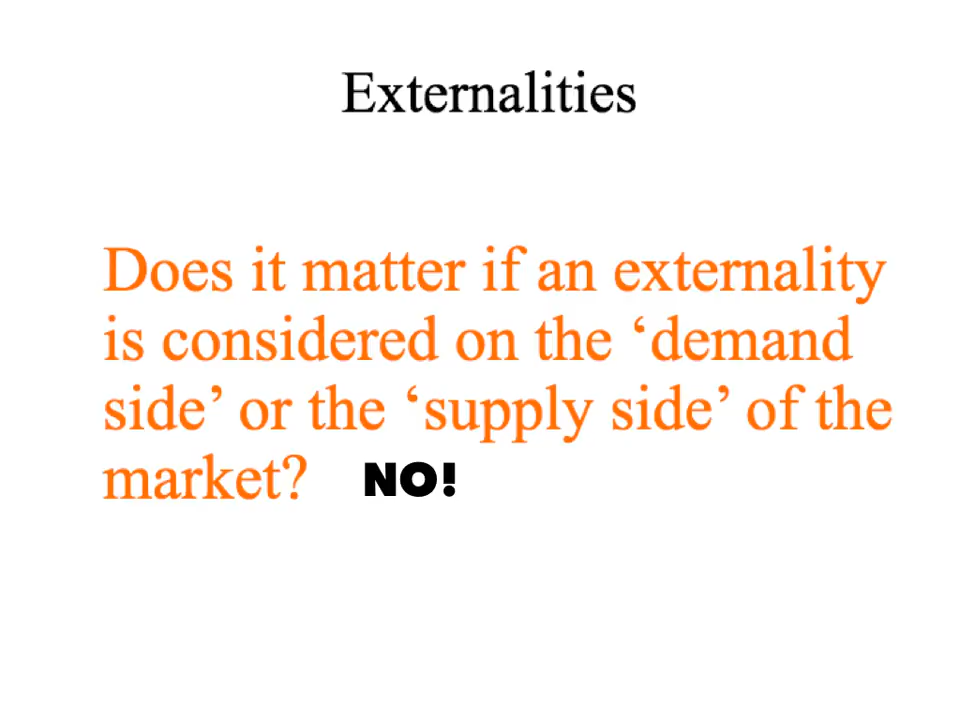 Externalities
Does it matter if an externality
is considered on the ‘demand
side’ or the ‘supply side’ of the
market? NO!